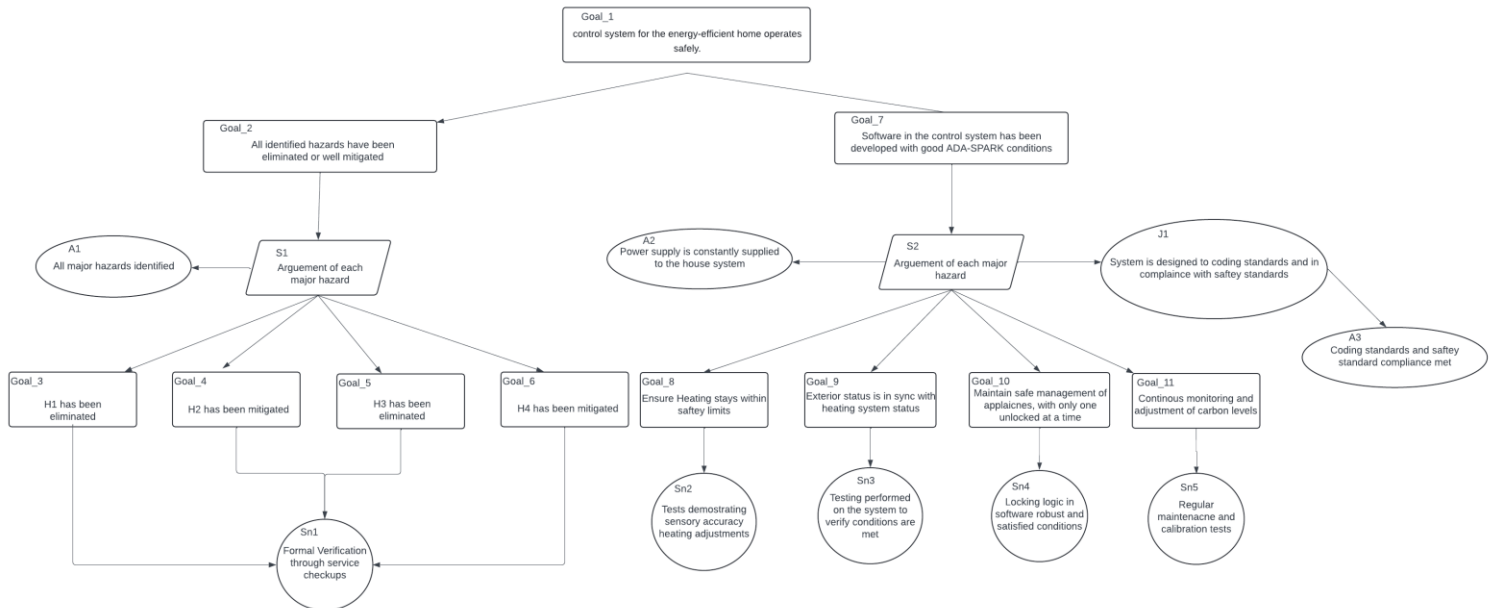 Goal_1
control system for the energy-efficient home operates
safely.
Goal_2
All identified hazards have been
eliminated or well mitigated
Goal_7
Software in the control system has been
developed with good ADA-SPARK conditions
A1
All major hazards identified
S1
Arguement of each
major hazard
A2
Power supply is constantly supplied
to the house system
S2
Arguement of each major
hazard
J1
System is designed to coding standards and in
complaince with saftey standards
A3
Coding standards and saftey
standard compliance met
Goal_3
H1 has been
eliminated
Goal_4
H2 has been mitigated
Goal_5
H3 has been
eliminated
Goal_6
H4 has been mitigated
Goal_8
Ensure Heating stays within
saftey limits
Goal_9
Exterior status is in sync with
heating system status
Goal_10
Maintain safe management of
applaicnes, with only one
unlocked at a time
Goal_11
Continous monitoring and
adjustment of carbon levels
Sn1
Formal Verification
through service
checkups
Sn2
Tests demostrating
sensory accuracy
heating adjustments
Sn3
Testing performed
on the system to
verify conditions are
met
Sn4
Locking logic in
software robust and
satisfied conditions
Sn5
Regular
maintenacne and
calibration tests